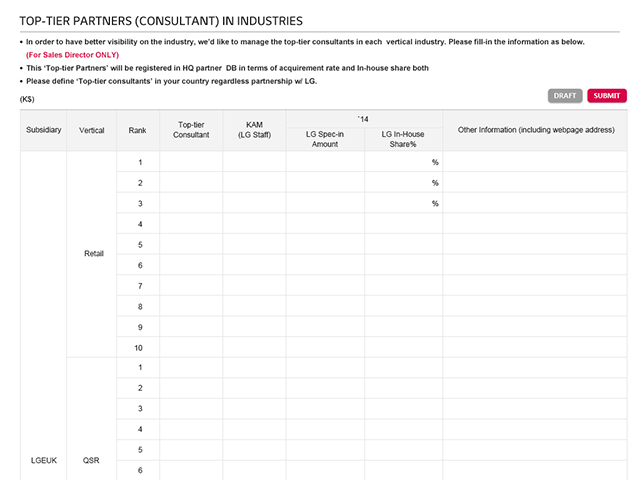 TOP-TIER PARTNERS (CONSULTANT) IN INDUSTRIES
• In order to have better visibility on the industry, we'd like to manage the top-tier consultants in each vertical industry. Please fill-in the information as below.
(For Sales Director ONLY)
• This 'Top-tier Partners' will be registered in HQ partner DB in terms of acquirement rate and In-house share both
• Please define 'Top-tier consultants' in your country regardless partnership w/ LG.
(K$)
DRAFT SUBMIT
Subsidiary Vertical Rank Top-tier Consultant KAM (LG Staff) `14 Other Information (including webpage address)
LG Spec-in Amount LG In-House Share%
1 %
2 %
3 %
4
5
Retail
6
7
8
9
10
1
2
3
4
5
LGEUK QSR
6